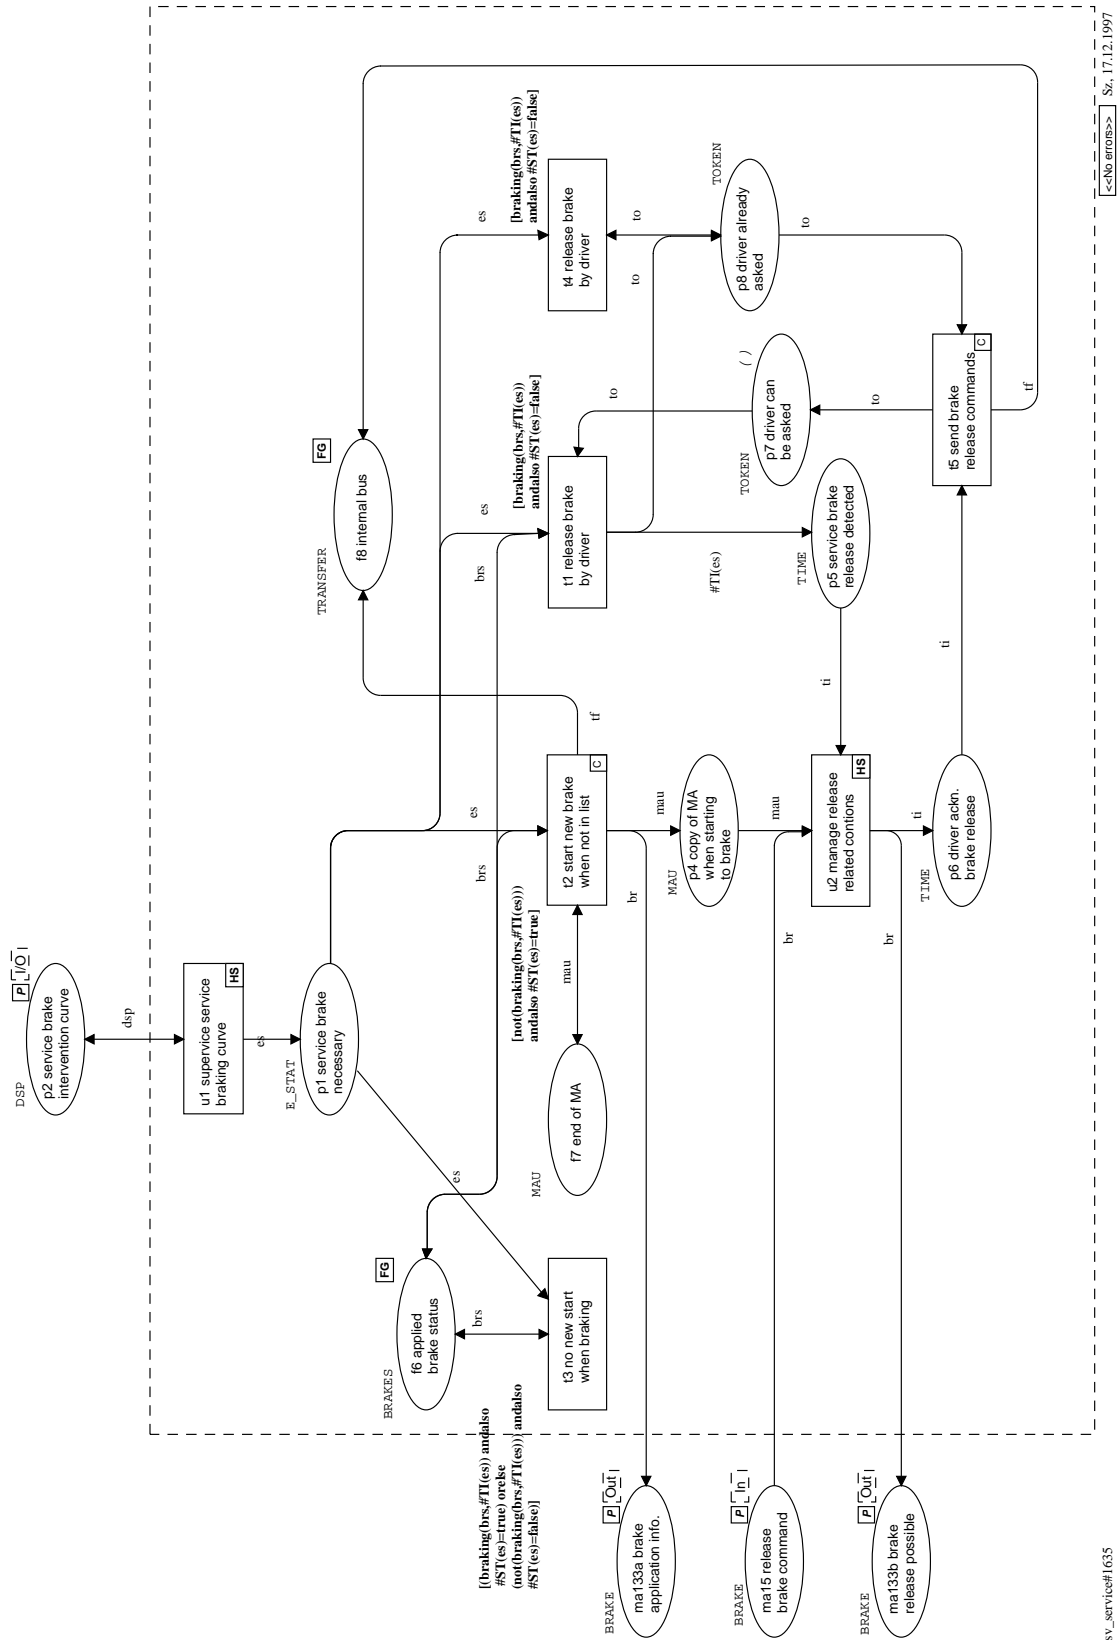 DSP
P
I/O
p2 service brake
intervention curve
dsp
u1 supervice service
braking curve
HS
es
E_STAT
p1 service brake
necessary
es
FG
BRAKES
f6 applied
brake status
brs
t3 no new start
when braking
[(braking(brs,#TI(es)) andalso
#ST(es)=true) orelse
(not(braking(brs,#TI(es))) andalso
#ST(es)=false)]
MAU
f7 end of MA
mau
[not(braking(brs,#TI(es)))
andalso #ST(es)=true]
brs
es
t2 start new brake
when not in list
C
tf
TRANSFER
f8 internal bus
FG
brs
es
[braking(brs,#TI(es))
andalso #ST(es)=false]
t1 release brake
by driver
es
[braking(brs,#TI(es))
andalso #ST(es)=false]
t4 release brake
by driver
to
to
to
TOKEN
p8 driver already
asked
to
TOKEN
p7 driver can
be asked
( )
to
#TI(es)
TIME
p5 service brake
release detected
ti
br
mau
MAU
p4 copy of MA
when starting
to brake
mau
br
u2 manage release
related contions
HS
br
ti
TIME
p6 driver ackn.
brake release
ti
t5 send brake
release commands
C
tf
BRAKE
P
Out
ma133a brake
application info.
BRAKE
P
In
ma15 release
brake command
BRAKE
P
Out
ma133b brake
release possible
sv_service#1635
<<No errors>>
Sz, 17.12.1997